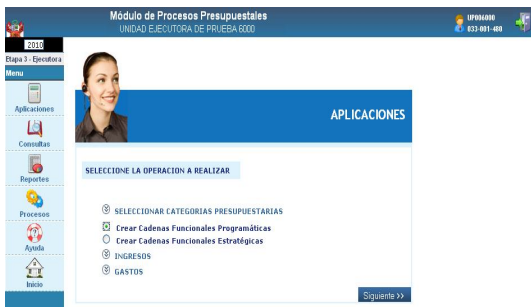 Módulo de Procesos Presupuestales
UNIDAD EJECUTORA DE PRUEBA 6000
UP006000
033-001-480
2010
Etapa 3 - Ejecutora
Menu
Aplicaciones
Consultas
Reportes
Procesos
Ayuda
Inicio
APLICACIONES
SELECCIONE LA OPERACION A REALIZAR
SELECCIONAR CATEGORIAS PRESUPUESTARIAS
Crear Cadenas Funcionales Programáticas
Crear Cadenas Funcionales Estratégicas
INGRESOS
GASTOS
Siguiente >>